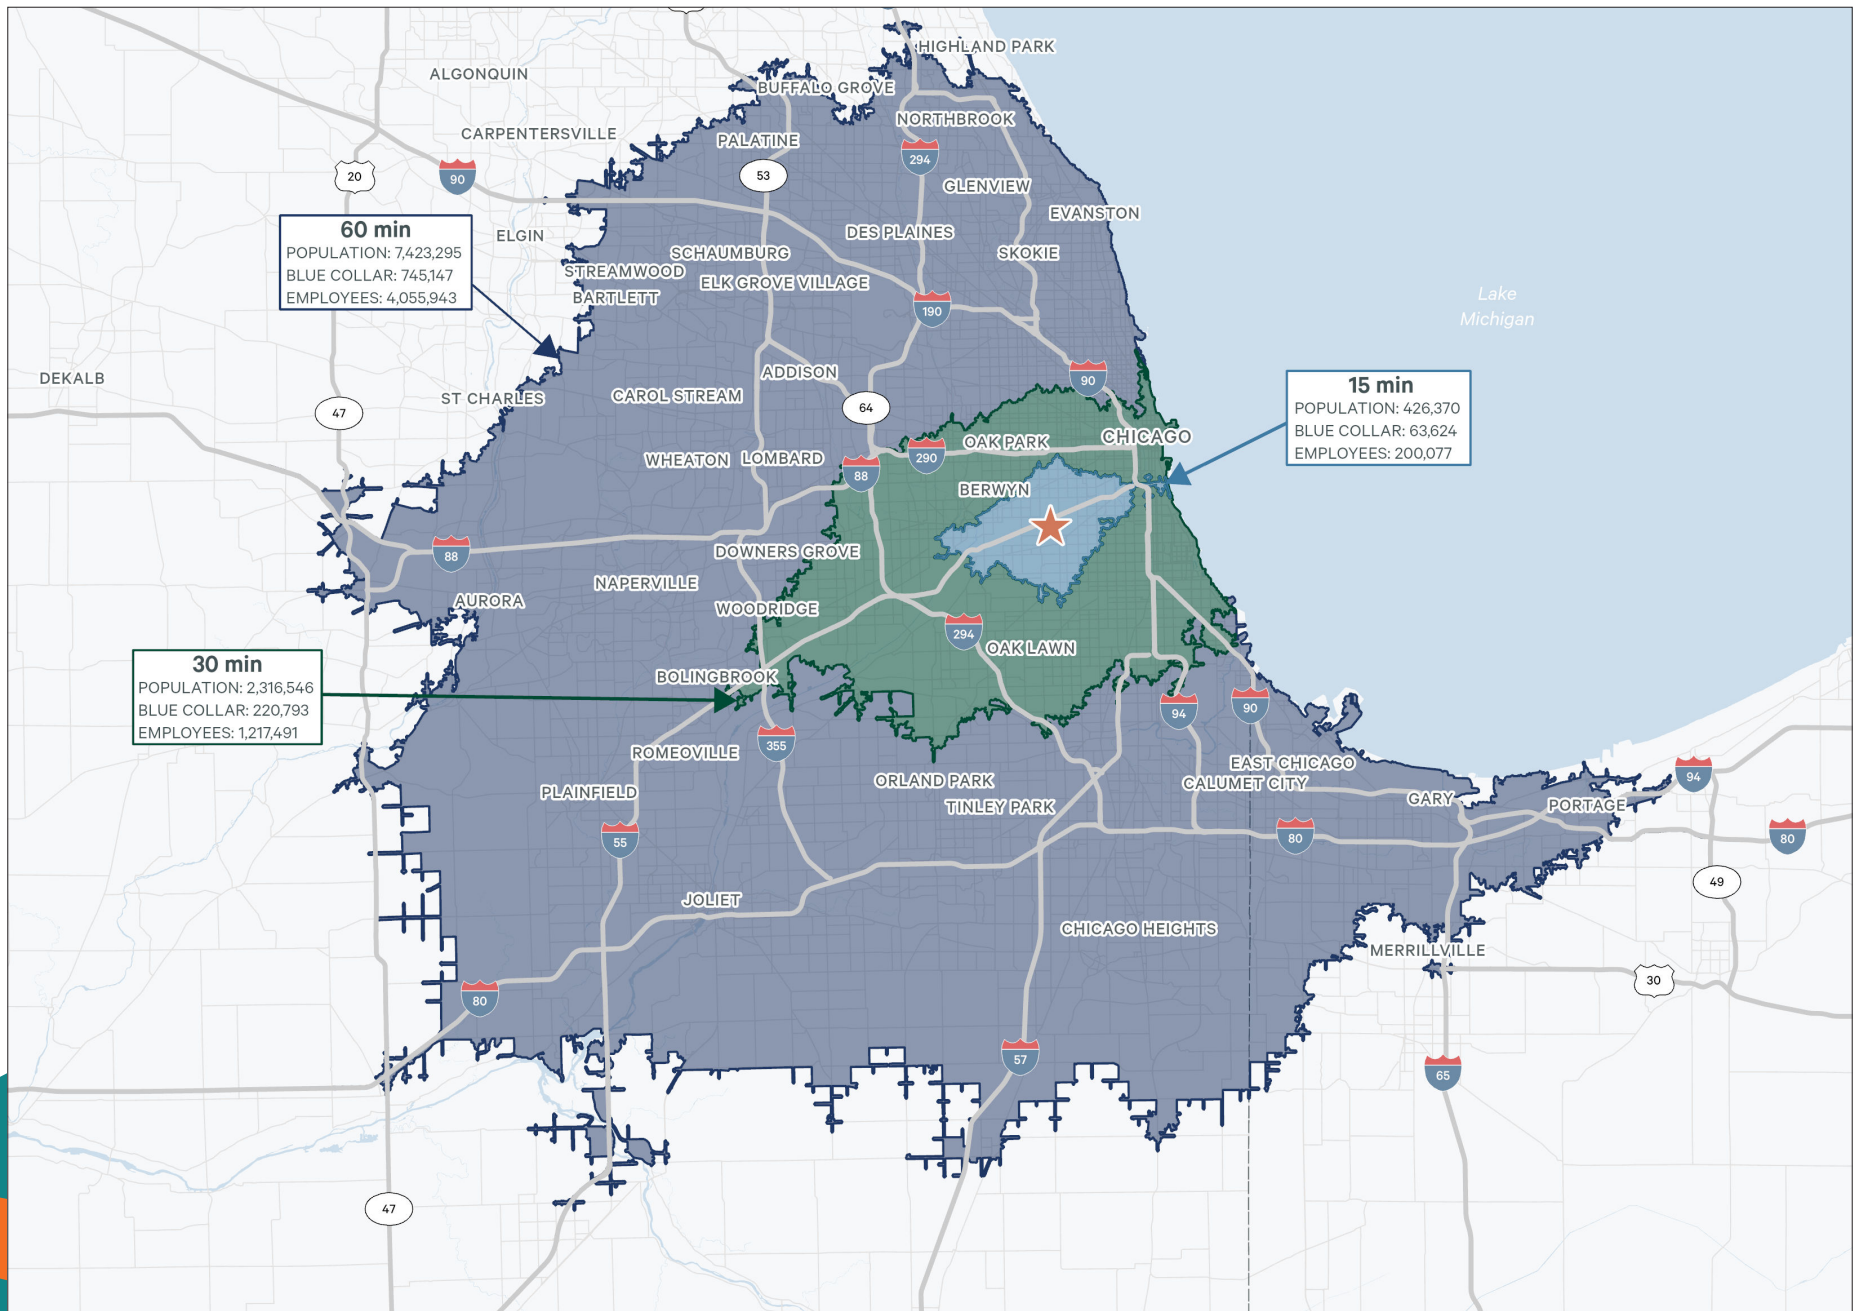 HIGHLAND PARK
ALGONQUIN
BUFFALO GROVE
NORTHBROOK
CARPENTERSVILLE
PALATINE
294
20
90
53
GLENVIEW
EVANSTON
60 min
POPULATION: 7,423,295
BLUE COLLAR: 745,147
EMPLOYEES: 4,055,943
ELGIN
DES PLAINES
SCHAUMBURG
SKOKIE
STREAMWOOD
ELK GROVE VILLAGE
BARTLETT
190
Lake
Michigan
DEKALB
ADDISON
90
15 min
POPULATION: 426,370
BLUE COLLAR: 63,624
EMPLOYEES: 200,077
ST CHARLES
CAROL STREAM
47
64
OAK PARK
CHICAGO
WHEATON
LOMBARD
290
88
BERWYN
88
DOWNERS GROVE
NAPERVILLE
AURORA
WOODRIDGE
294
OAK LAWN
30 min
POPULATION: 2,316,546
BLUE COLLAR: 220,793
EMPLOYEES: 1,217,491
BOLINGBROOK
94
90
355
ROMEOVILLE
EAST CHICAGO
ORLAND PARK
CALUMET CITY
94
PLAINFIELD
TINLEY PARK
GARY
PORTAGE
55
80
80
49
JOLIET
CHICAGO HEIGHTS
MERRILLVILLE
80
30
57
65
47